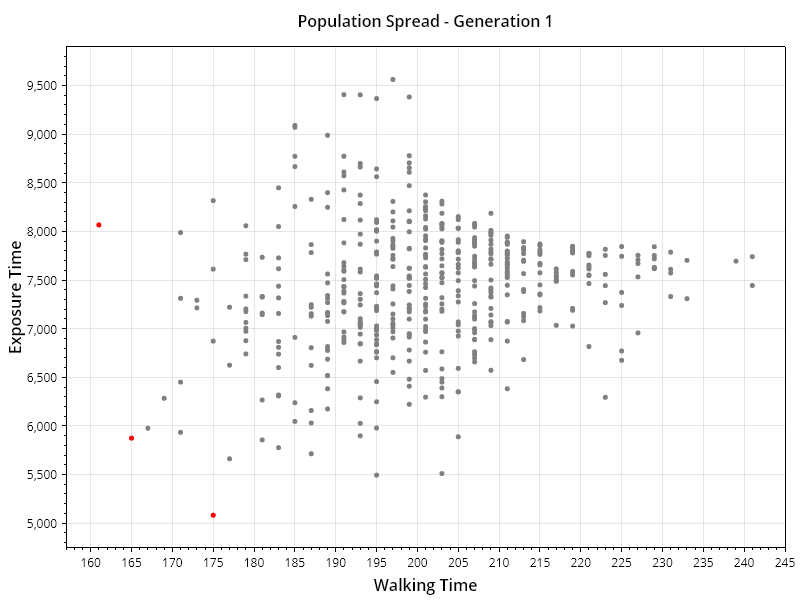 Population Spread - Generation 1
9,500
9,000
8,500
8,000
7,500
7,000
6,500
6,000
5,500
5,000
Exposure Time
160 165 170 175 180 185 190 195 200 205 210 215 220 225 230 235 240 245
Walking Time